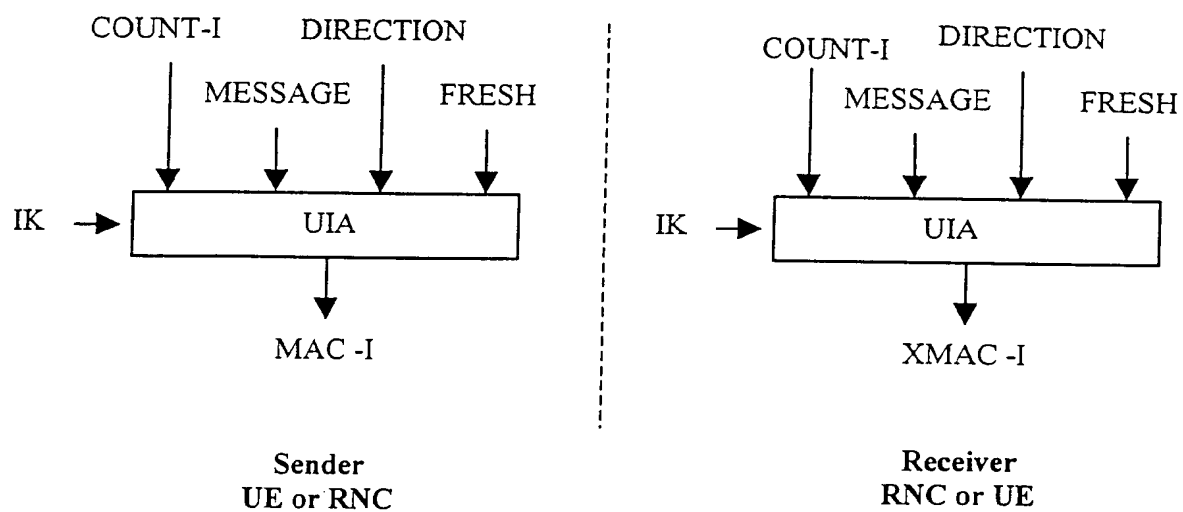 COUNT-I DIRECTION
MESSAGE FRESH
IK UIA
MAC -I
Sender
UE or RNC
COUNT-I DIRECTION
MESSAGE FRESH
IK UIA
XMAC -I
Receiver
RNC or UE